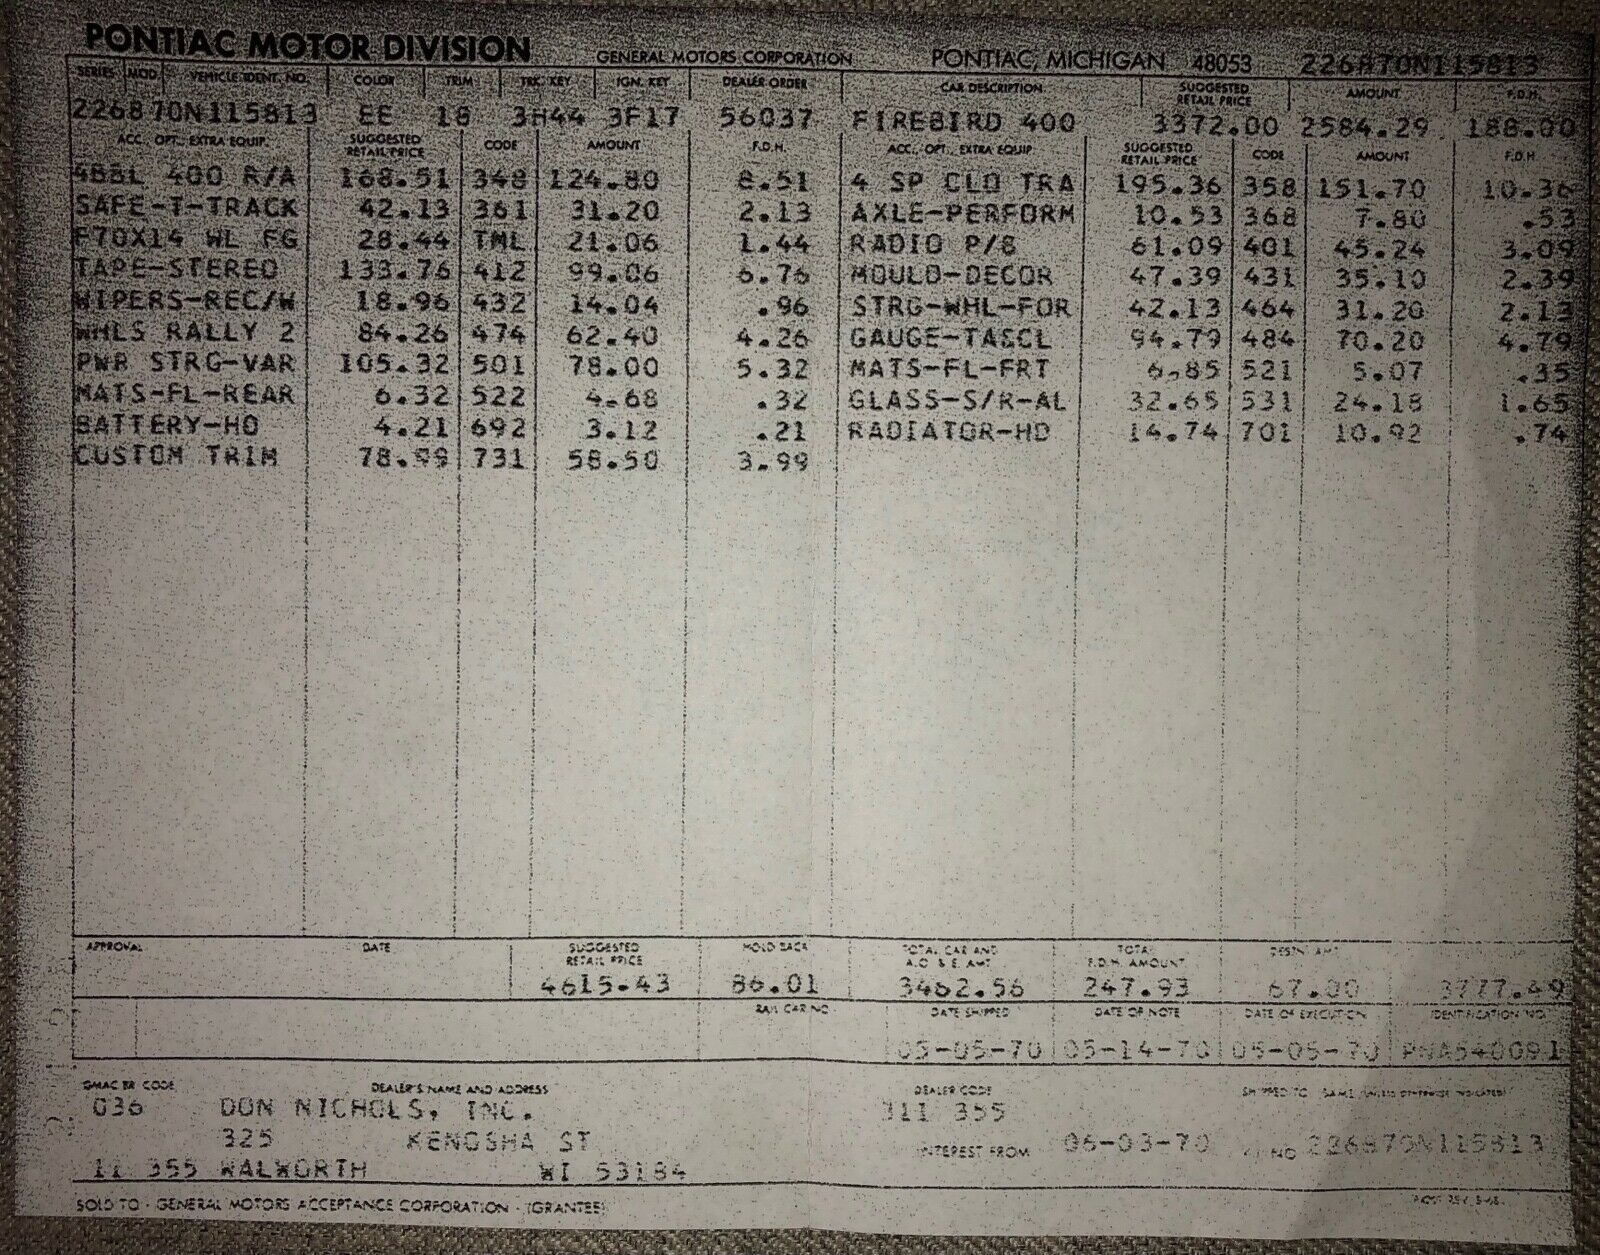 PONTIAC MOTOR DIVISION GENERAL MOTORS CORPORATION PONTIAC, MICHIGAN 48053 226870N115813
SERIES MOD. VEHICLE IDENT. NO. COLOR TRIM TRK. KEY IGN. KEY DEALER ORDER CAR DESCRIPTION SUGGESTED RETAIL PRICE AMOUNT F.D.H.
226870N115813 EE 18 3H44 3F17 56037 FIREBIRD 400 3372.00 2584.29 188.00
ACC., OPT., EXTRA EQUIP. SUGGESTED RETAIL PRICE CODE AMOUNT F.D.H. ACC., OPT., EXTRA EQUIP. SUGGESTED RETAIL PRICE CODE AMOUNT F.D.H.
4BBL 400 R/A 168.51 348 124.80 8.51 4 SP CLO TRA 195.36 358 151.70 10.36
SAFE-T-TRACK 42.13 361 31.20 2.13 AXLE-PERFORM 10.53 368 7.80 .53
F70X14 WL FG 28.44 TML 21.06 1.44 RADIO P/B 61.09 401 45.24 3.09
TAPE-STEREO 133.76 412 99.06 6.76 MOULD-DECOR 47.39 431 35.10 2.39
WIPERS-REC/W 18.96 432 14.04 .96 STRG-WHL-FOR 42.13 464 31.20 2.13
WHLS RALLY 2 84.26 474 62.40 4.26 GAUGE-TA&CL 94.79 484 70.20 4.79
PWR STRG-VAR 105.32 501 78.00 5.32 MATS-FL-FRT 6.85 521 5.07 .35
MATS-FL-REAR 6.32 522 4.68 .32 GLASS-S/R-AL 32.65 531 24.18 1.65
BATTERY-HD 4.21 692 3.12 .21 RADIATOR-HD 14.74 701 10.92 .74
CUSTOM TRIM 78.99 731 58.50 3.99
APPROVAL DATE SUGGESTED RETAIL PRICE HOLD BACK TOTAL CAR AND A.O. & E. AMT. TOTAL F.D.H. AMOUNT DESTN. AMT.
4615.43 86.01 3462.56 247.93 67.00 3777.49
RAIL CAR NO. DATE SHIPPED DATE OF NOTE DATE OF EXECUTION IDENTIFICATION NO.
05-05-70 05-14-70 05-05-70 PNA540091
GMAC BR CODE DEALER'S NAME AND ADDRESS DEALER CODE SHIPPED TO SAME (UNLESS OTHERWISE INDICATED)
036 DON NICHOLS, INC. 311 355
325 KENOSHA ST INTEREST FROM 06-03-70 NO 226870N115813
11 355 WALWORTH WI 53184
SOLD TO - GENERAL MOTORS ACCEPTANCE CORPORATION - (GRANTEE)